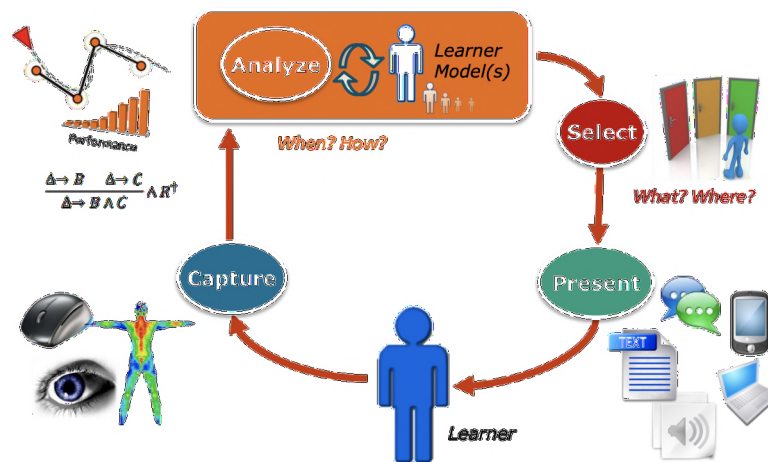 Analyze
Learner
Model(s)
Performance
When? How?
Select
What? Where?
Δ→ B Δ→ C
Δ→ B ∧ C
∧ R†
Capture
Present
TEXT
Learner